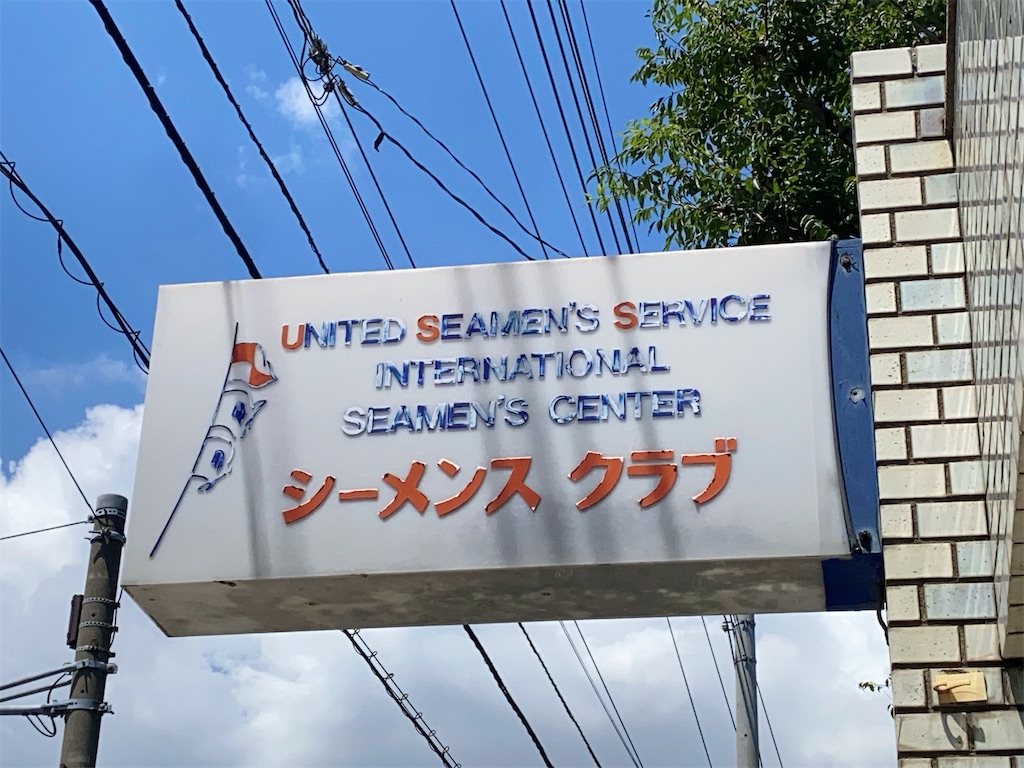 UNITED SEAMEN'S SERVICE
INTERNATIONAL
SEAMEN'S CENTER
シーメンス クラブ